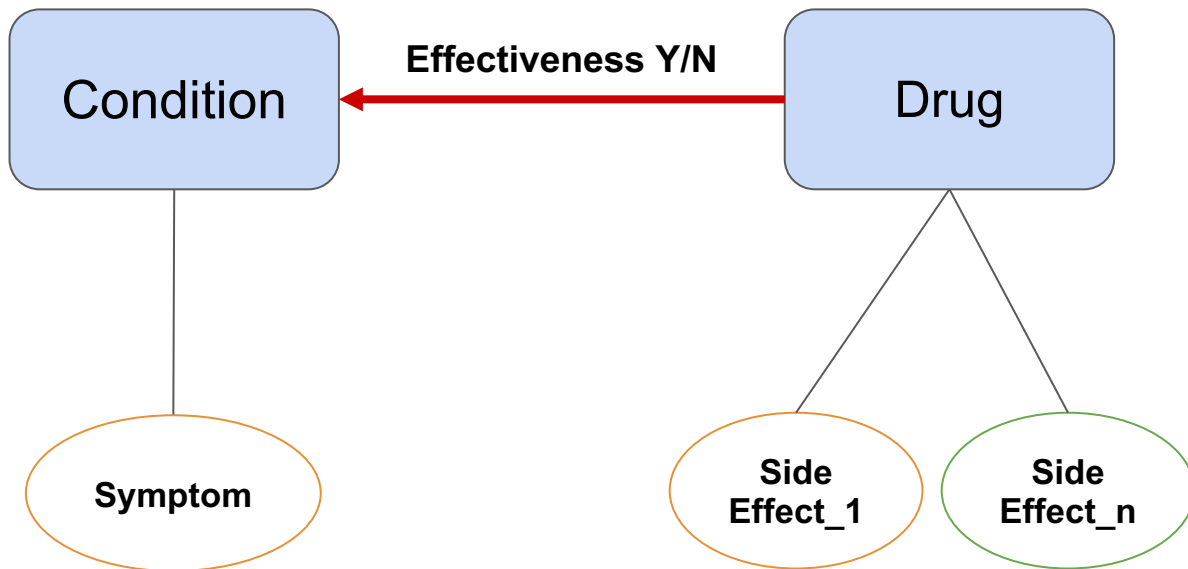 Effectiveness Y/N
Condition
Drug
Symptom
Side
Effect_1
Side
Effect_n